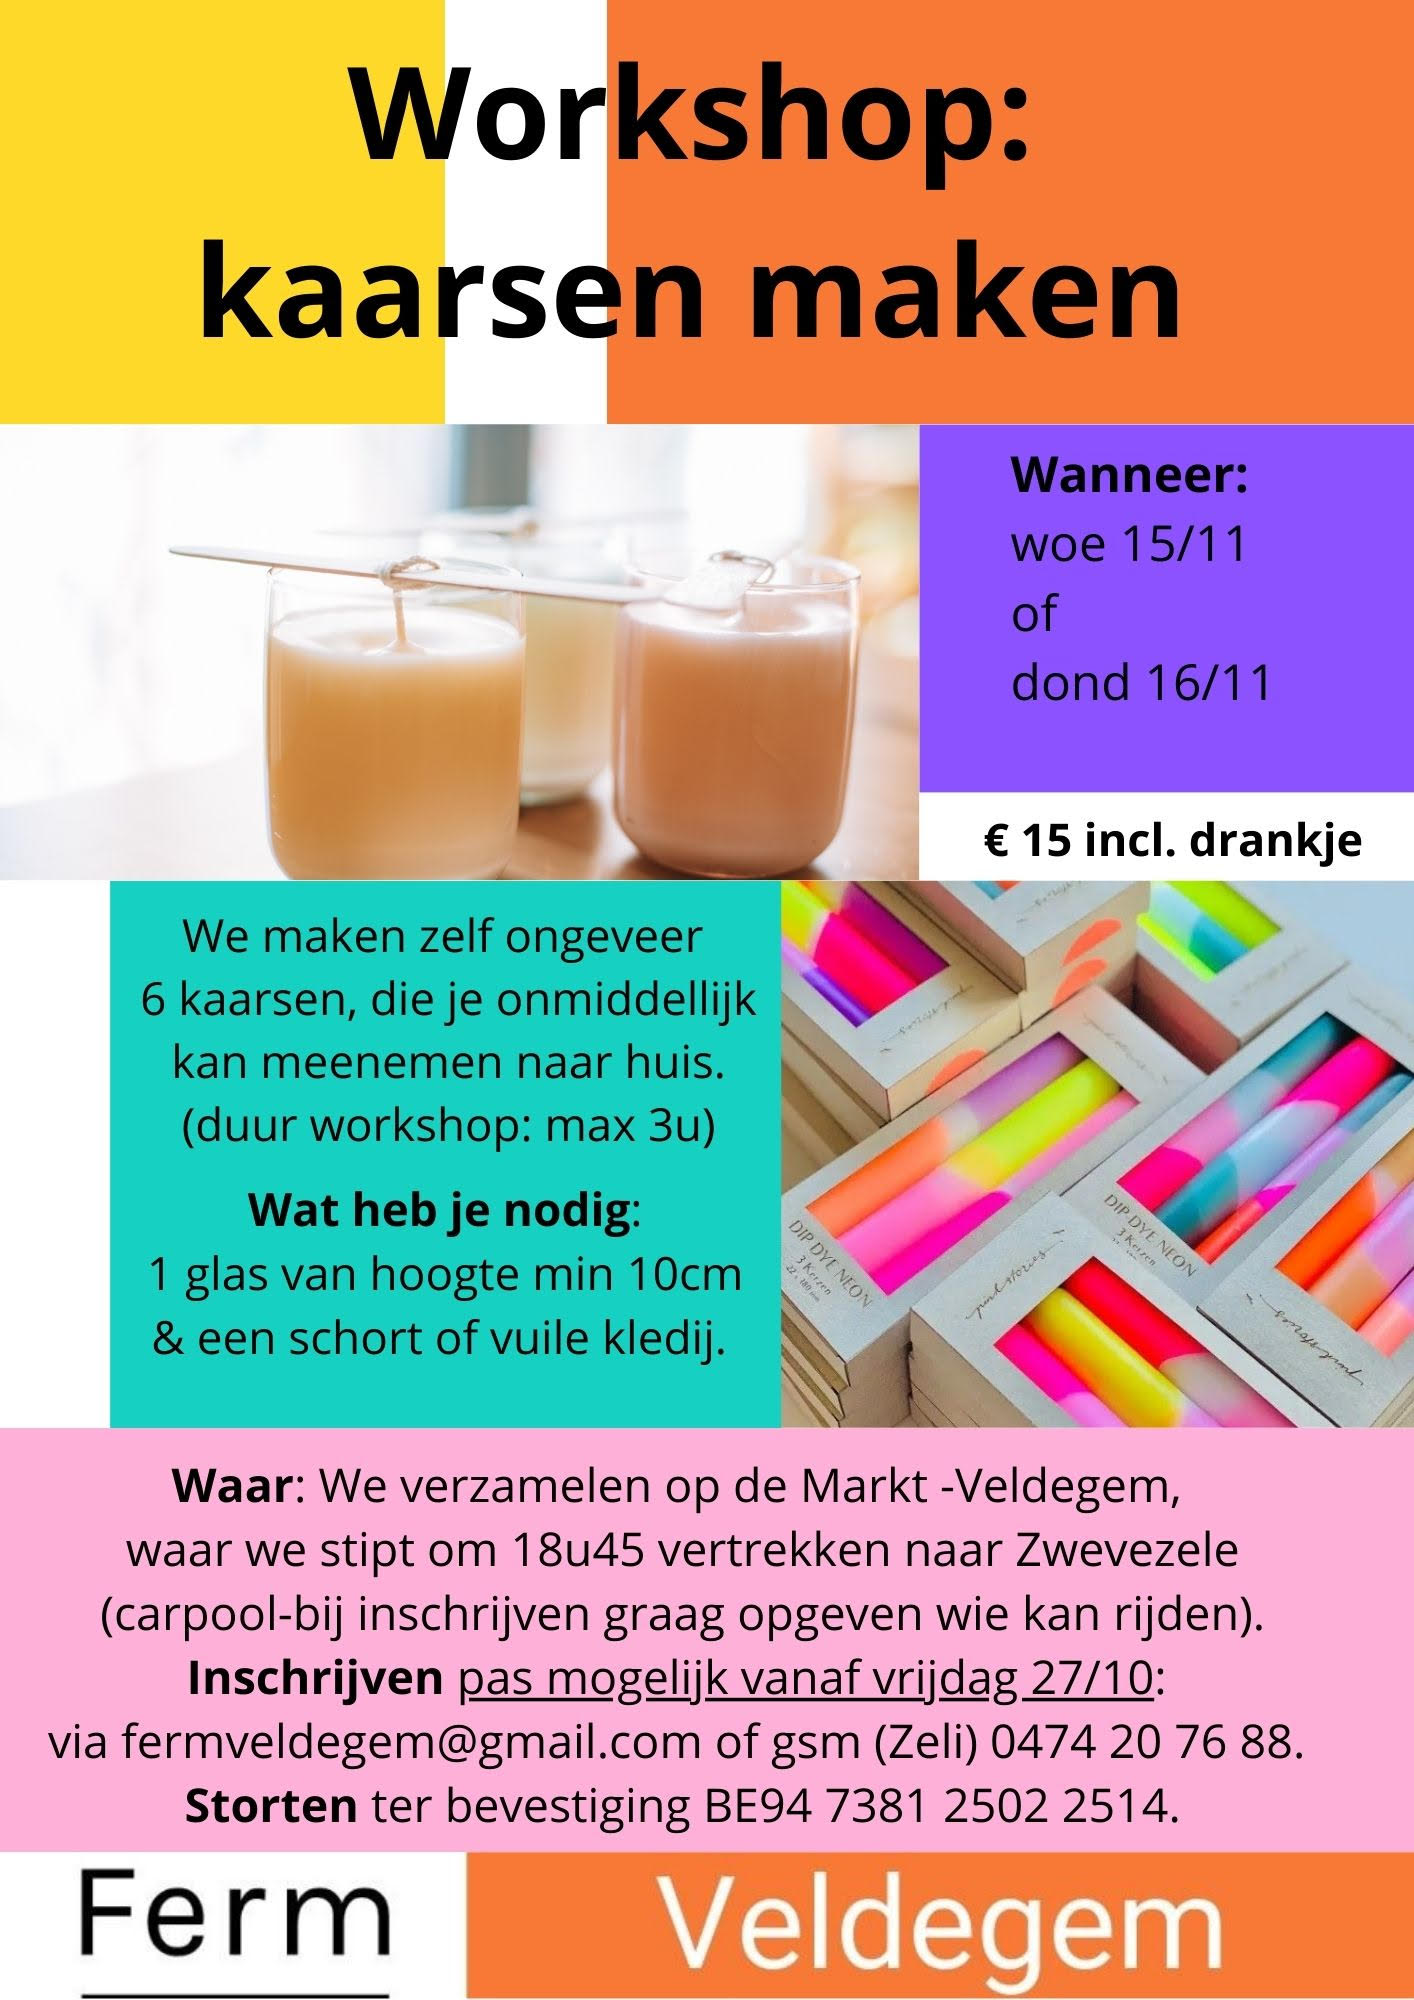 Workshop:
kaarsen maken
Wanneer:
woe 15/11
of
dond 16/11
€ 15 incl. drankje
We maken zelf ongeveer
6 kaarsen, die je onmiddellijk
kan meenemen naar huis.
(duur workshop: max 3u)
Wat heb je nodig:
1 glas van hoogte min 10cm
& een schort of vuile kledij.
DIP DYE NEON
3 Kerzen
DIP DYE NEON
3 Kerzen
pink stories
pink stories
Waar: We verzamelen op de Markt -Veldegem,
waar we stipt om 18u45 vertrekken naar Zwevezele
(carpool-bij inschrijven graag opgeven wie kan rijden).
Inschrijven pas mogelijk vanaf vrijdag 27/10:
via fermveldegem@gmail.com of gsm (Zeli) 0474 20 76 88.
Storten ter bevestiging BE94 7381 2502 2514.
Ferm
Veldegem